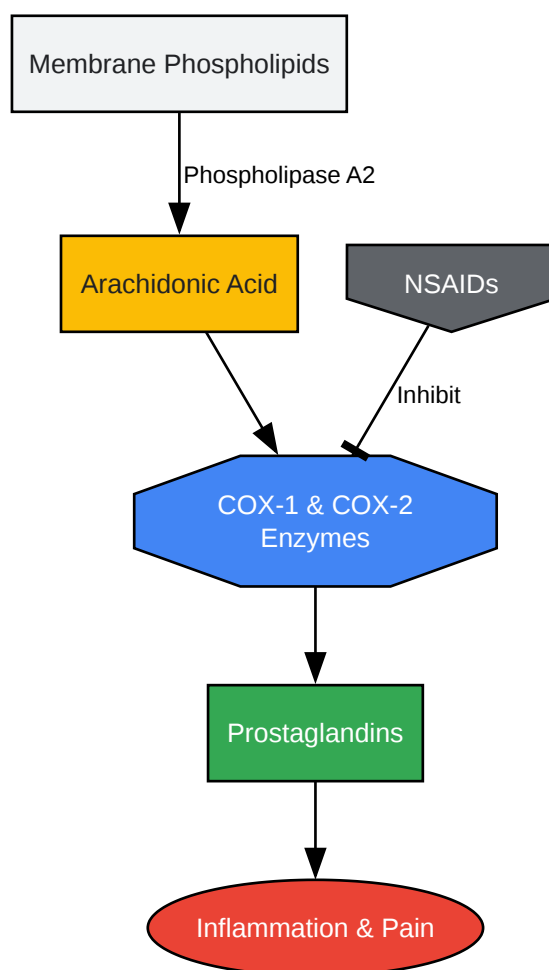 Membrane Phospholipids
Phospholipase A2
Arachidonic Acid
NSAIDs
Inhibit
COX-1 & COX-2
Enzymes
Prostaglandins
Inflammation & Pain